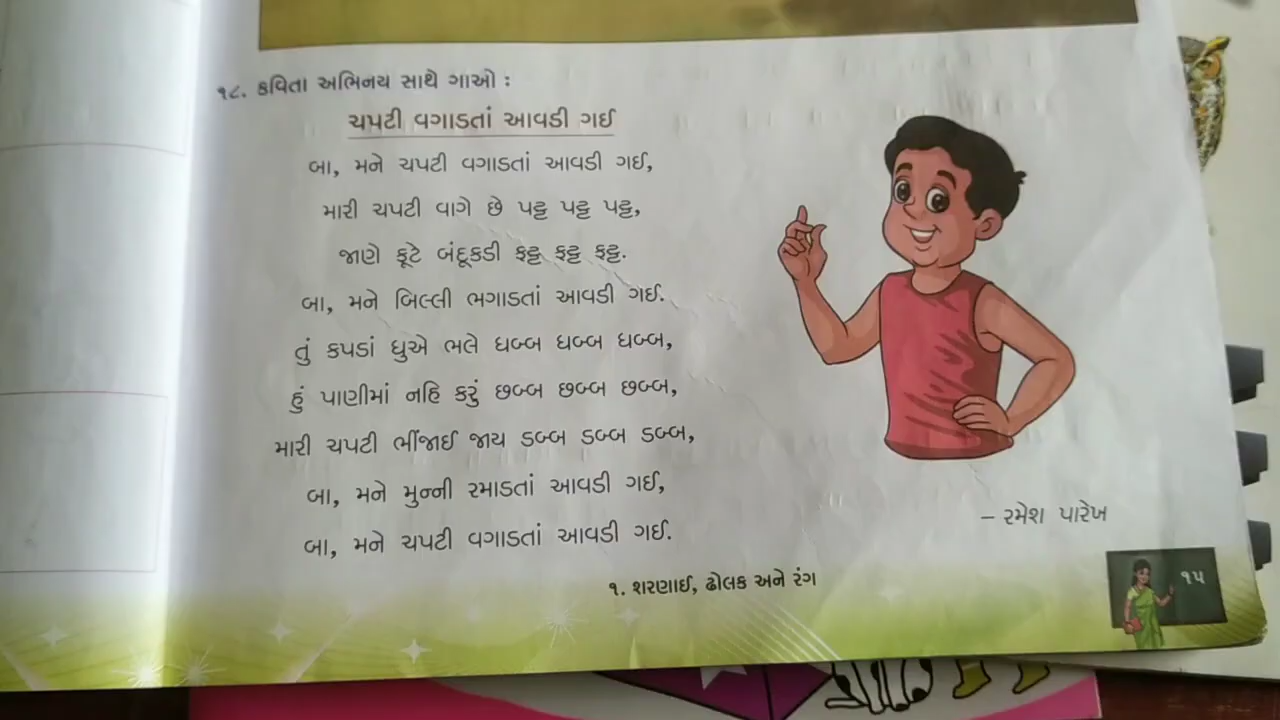 ૧૮. કવિતા અભિનય સાથે ગાઓ :
ચપટી વગાડતાં આવડી ગઈ
બા, મને ચપટી વગાડતાં આવડી ગઈ,
મારી ચપટી વાગે છે પટ્ટ પટ્ટ પટ્ટ,
જાણે ફૂટે બંદૂકડી ફટ્ટ ફટ્ટ ફટ્ટ.
બા, મને બિલ્લી ભગાડતાં આવડી ગઈ.
તું કપડાં ધુએ ભલે ધબ્બ ધબ્બ ધબ્બ,
હું પાણીમાં નહિ કરું છબ્બ છબ્બ છબ્બ,
મારી ચપટી ભીંજાઈ જાય ડબ્બ ડબ્બ ડબ્બ,
બા, મને મુન્ની રમાડતાં આવડી ગઈ,
બા, મને ચપટી વગાડતાં આવડી ગઈ.
– રમેશ પારેખ
૧. શરણાઈ, ઢોલક અને રંગ
૧૫